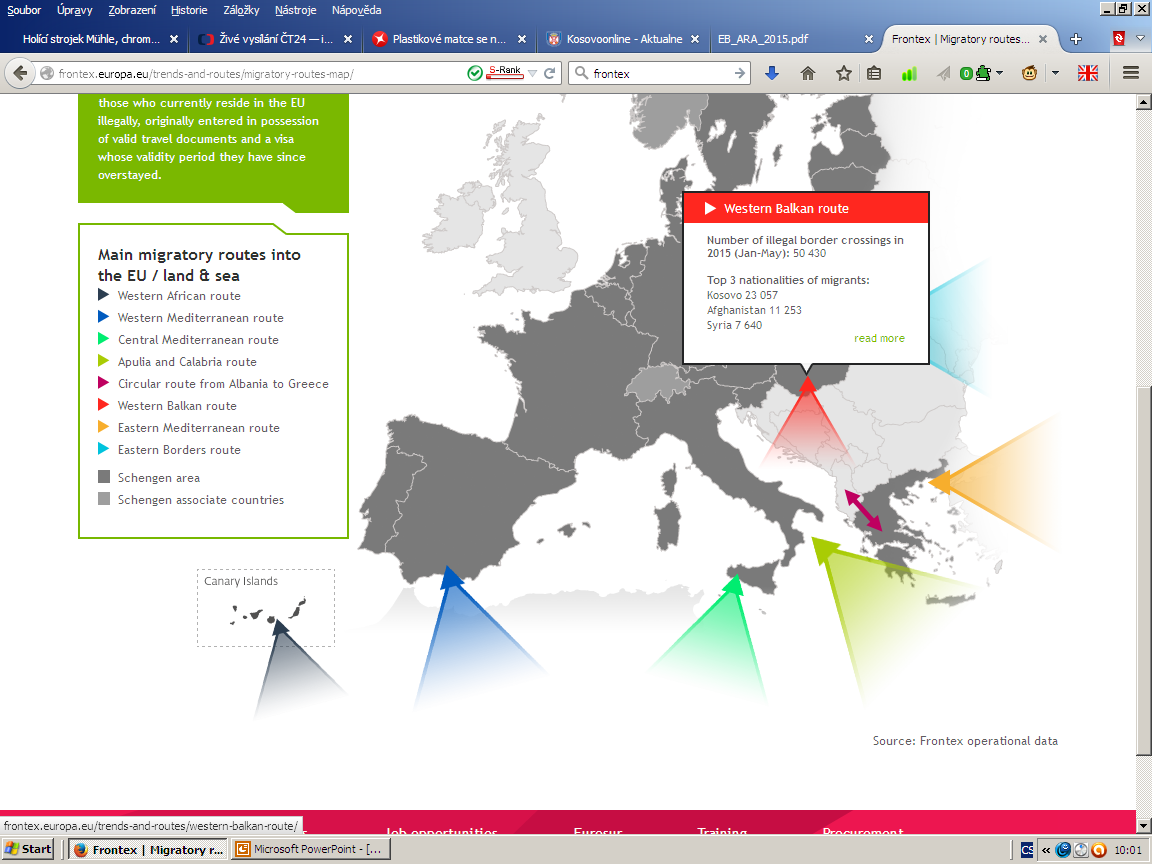 Soubor Úpravy Zobrazení Historie Záložky Nástroje Nápověda
Holící strojek Mühle, chrom... Živé vysílání ČT24 — i... Plastikové matce se n... Kosovoonline - Aktualne EB_ARA_2015.pdf Frontex | Migratory routes...
frontex.europa.eu/trends-and-routes/migratory-routes-map/ S-Rank frontex 0
those who currently reside in the EU
illegally, originally entered in possession
of valid travel documents and a visa
whose validity period they have since
overstayed.
Main migratory routes into
the EU / land & sea
Western African route
Western Mediterranean route
Central Mediterranean route
Apulia and Calabria route
Circular route from Albania to Greece
Western Balkan route
Eastern Mediterranean route
Eastern Borders route
Schengen area
Schengen associate countries
Canary Islands
Western Balkan route
Number of illegal border crossings in
2015 (Jan-May): 50 430
Top 3 nationalities of migrants:
Kosovo 23 057
Afghanistan 11 253
Syria 7 640
read more
Source: Frontex operational data
Job opportunities Eurosur Training Procurement
frontex.europa.eu/trends-and-routes/western-balkan-route/
Start Frontex | Migratory r... Microsoft PowerPoint - [... CS « 10:01